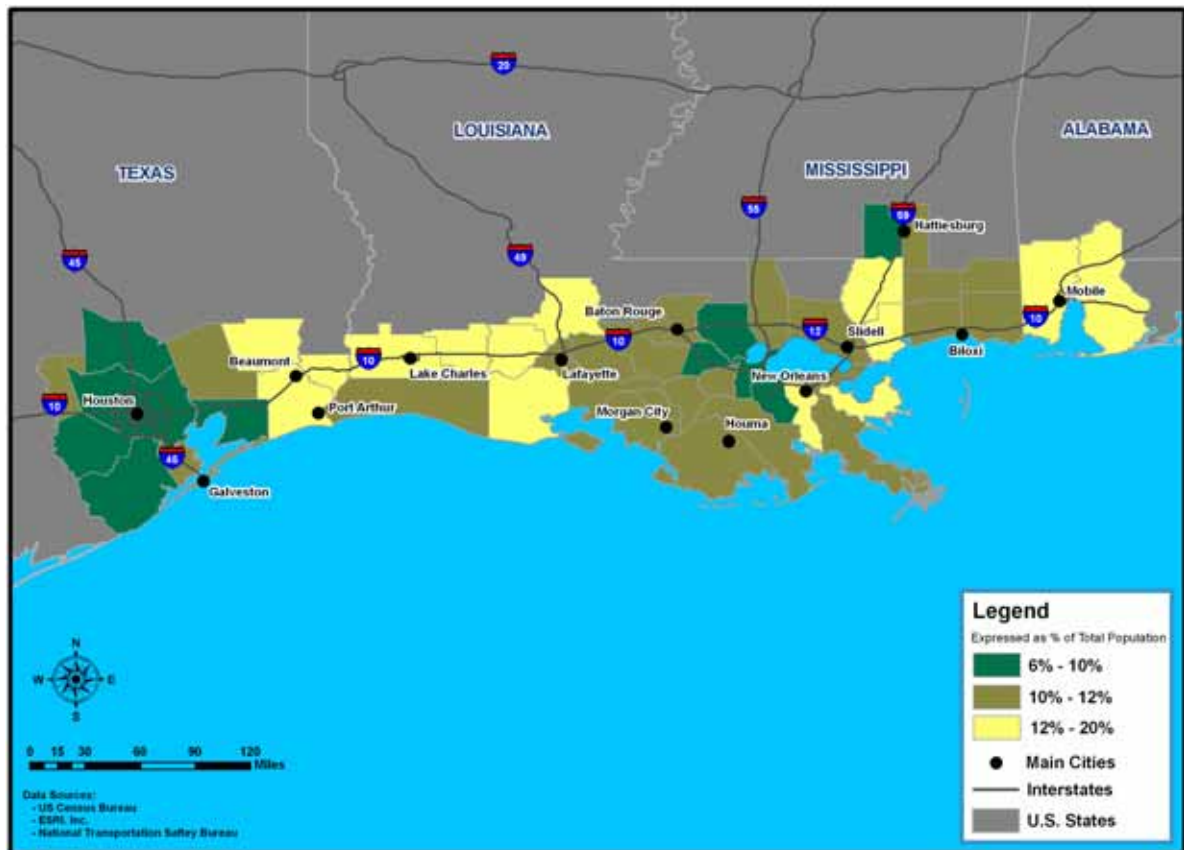 20
LOUISIANA
ALABAMA
TEXAS
MISSISSIPPI
55
59
Hattiesburg
45
49
Mobile
Baton Rouge
10
12
Slidell
10
Beaumont
10
Biloxi
Lake Charles
Lafayette
New Orleans
10
Houston
Port Arthur
Morgan City
Houma
45
Galveston
Legend
Expressed as % of Total Population
6% - 10%
10% - 12%
12% - 20%
Main Cities
Interstates
U.S. States
N
W
E
S
0 15 30 60 90 120
Miles
Data Sources:
- US Census Bureau
- ESRI, Inc.
- National Transportation Saftey Bureau